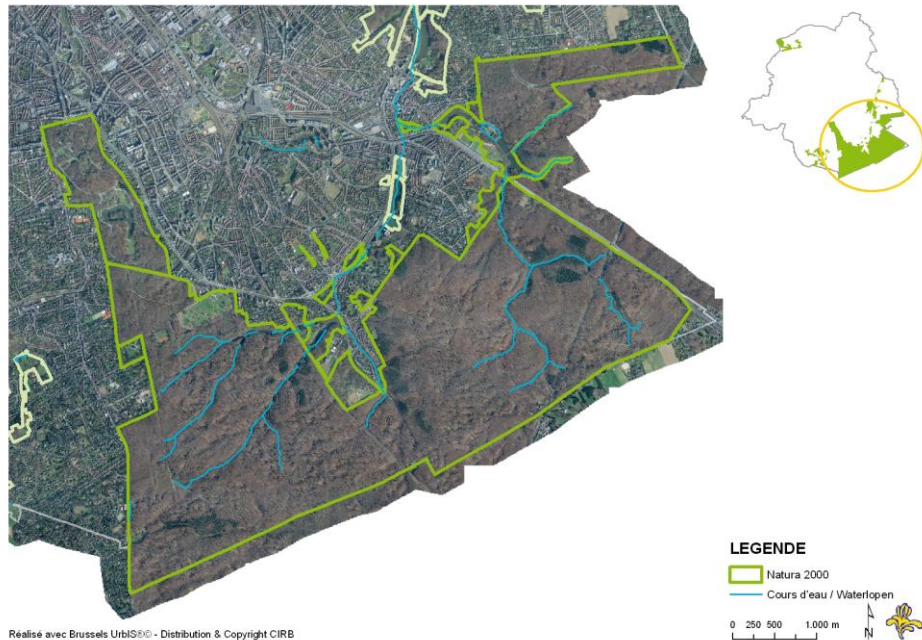 LEGENDE
Natura 2000
Cours d'eau / Waterlopen
0 250 500 1.000 m
N
Réalisé avec Brussels UrbIS®© - Distribution & Copyright CIRB